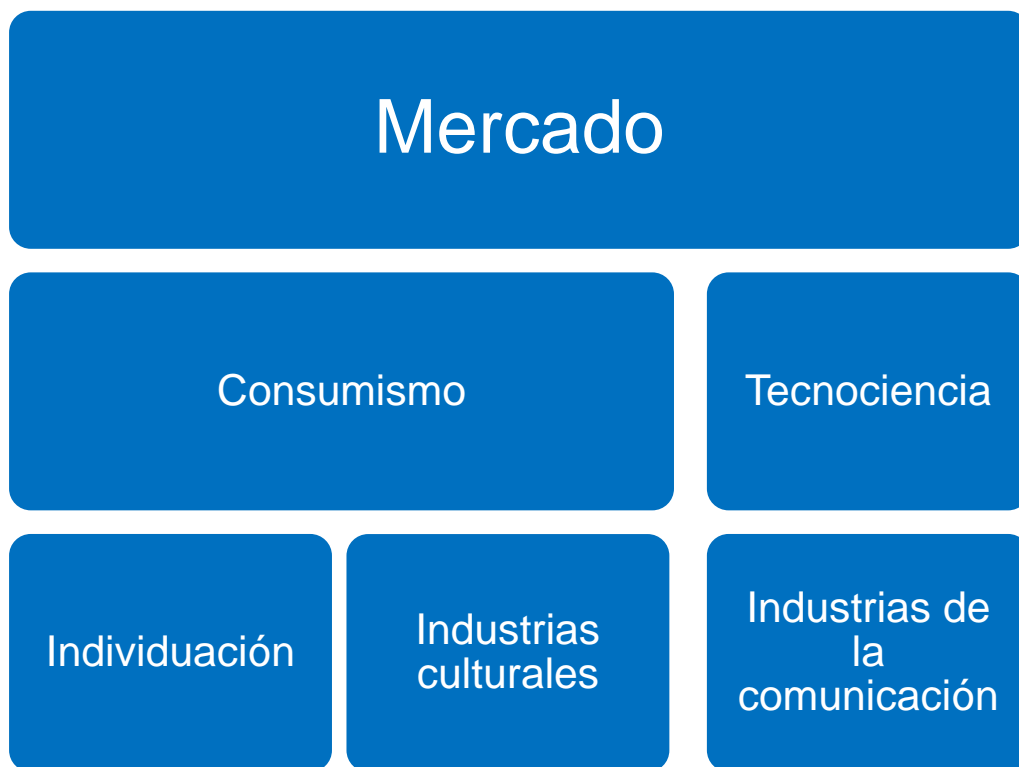 Mercado
Consumismo
Tecnociencia
Individuación
Industrias
culturales
Industrias de
la
comunicación